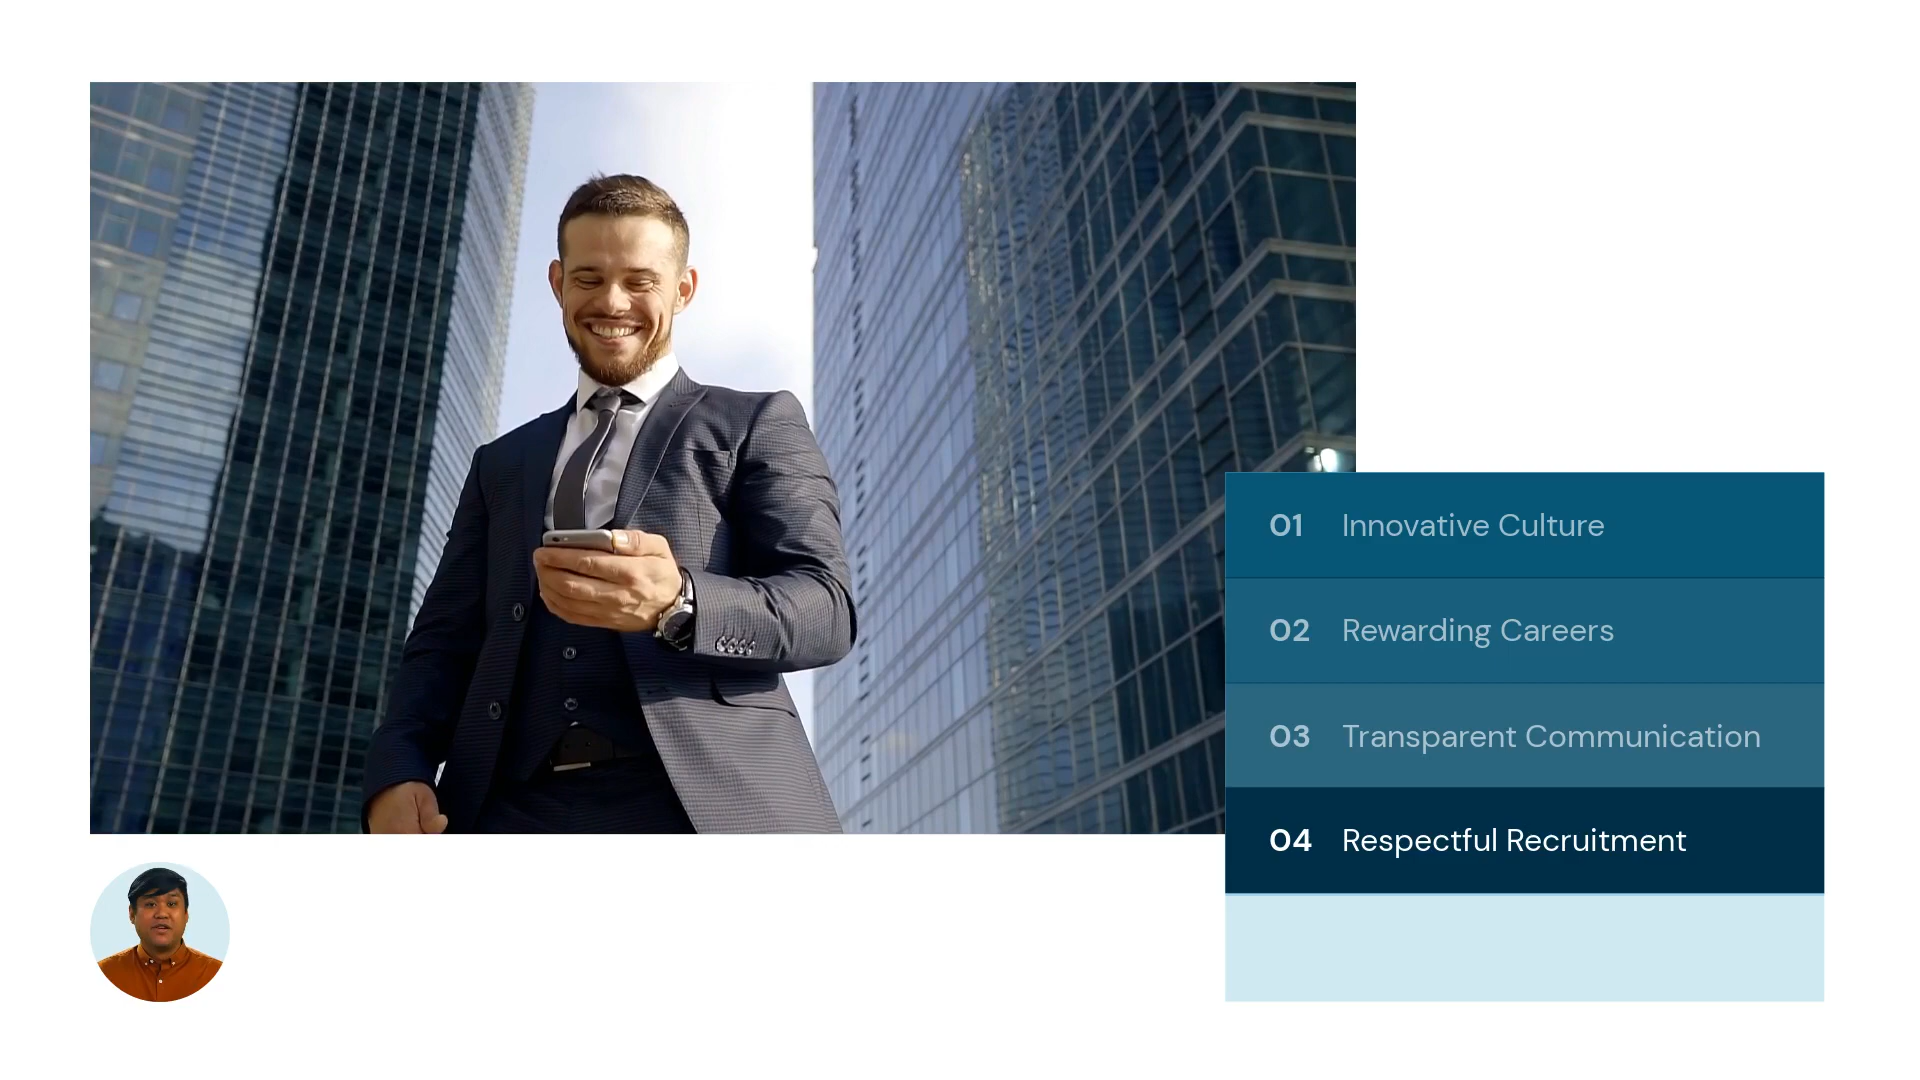 01 Innovative Culture
02 Rewarding Careers
03 Transparent Communication
04 Respectful Recruitment